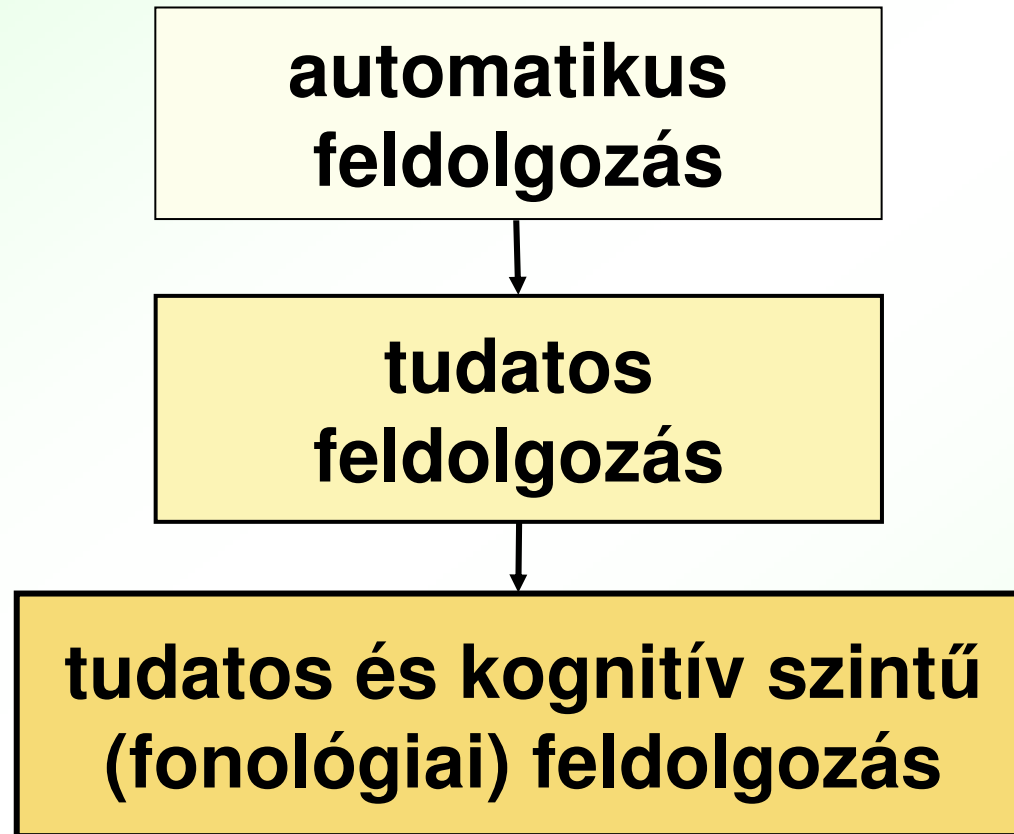 automatikus
feldolgozás
tudatos
feldolgozás
tudatos és kognitív szintű
(fonológiai) feldolgozás